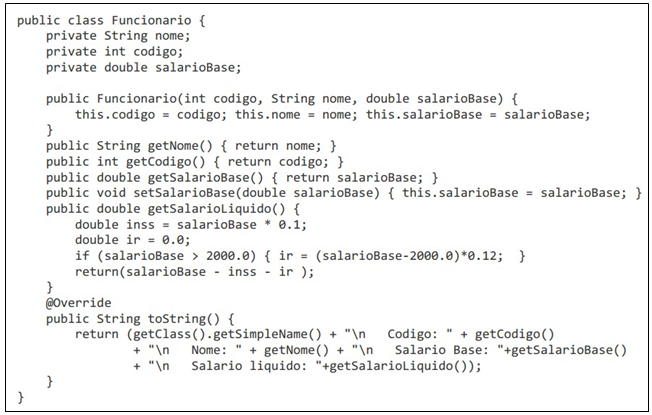 public class Funcionario {
    private String nome;
    private int codigo;
    private double salarioBase;

    public Funcionario(int codigo, String nome, double salarioBase) {
        this.codigo = codigo; this.nome = nome; this.salarioBase = salarioBase;
    }
    public String getNome() { return nome; }
    public int getCodigo() { return codigo; }
    public double getSalarioBase() { return salarioBase; }
    public void setSalarioBase(double salarioBase) { this.salarioBase = salarioBase; }
    public double getSalarioLiquido() {
        double inss = salarioBase * 0.1;
        double ir = 0.0;
        if (salarioBase > 2000.0) { ir = (salarioBase-2000.0)*0.12;  }
        return(salarioBase - inss - ir );
    }
    @Override
    public String toString() {
        return (getClass().getSimpleName() + "\n   Codigo: " + getCodigo()
                + "\n   Nome: " + getNome() + "\n   Salario Base: "+getSalarioBase()
                + "\n   Salario liquido: "+getSalarioLiquido());
    }
}